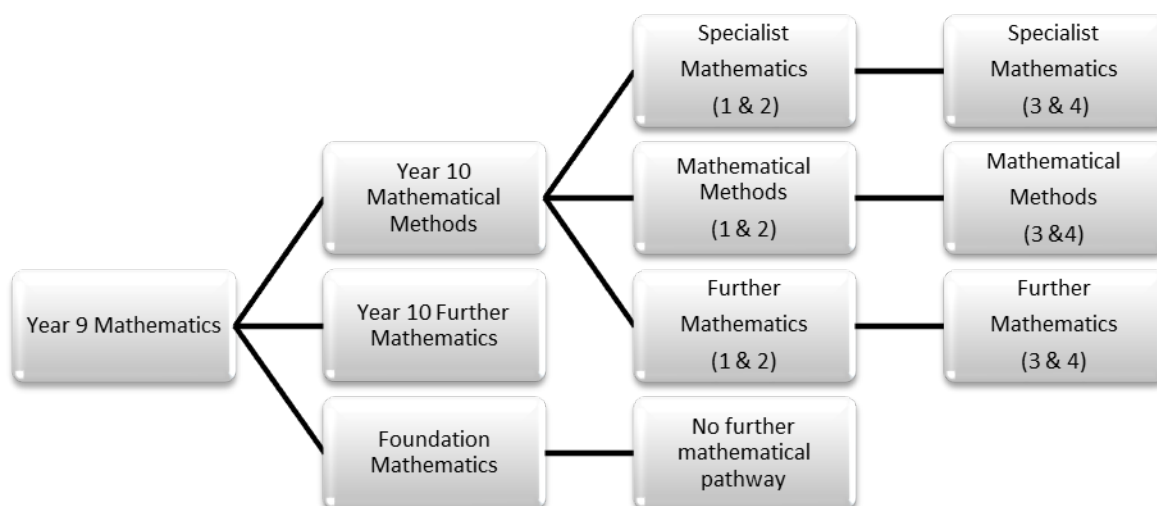 Year 9 Mathematics
Year 10
Mathematical
Methods
Year 10 Further
Mathematics
Foundation
Mathematics
Specialist
Mathematics
(1 & 2)
Mathematical
Methods
(1 & 2)
Further
Mathematics
(1 & 2)
No further
mathematical
pathway
Specialist
Mathematics
(3 & 4)
Mathematical
Methods
(3 &4)
Further
Mathematics
(3 & 4)